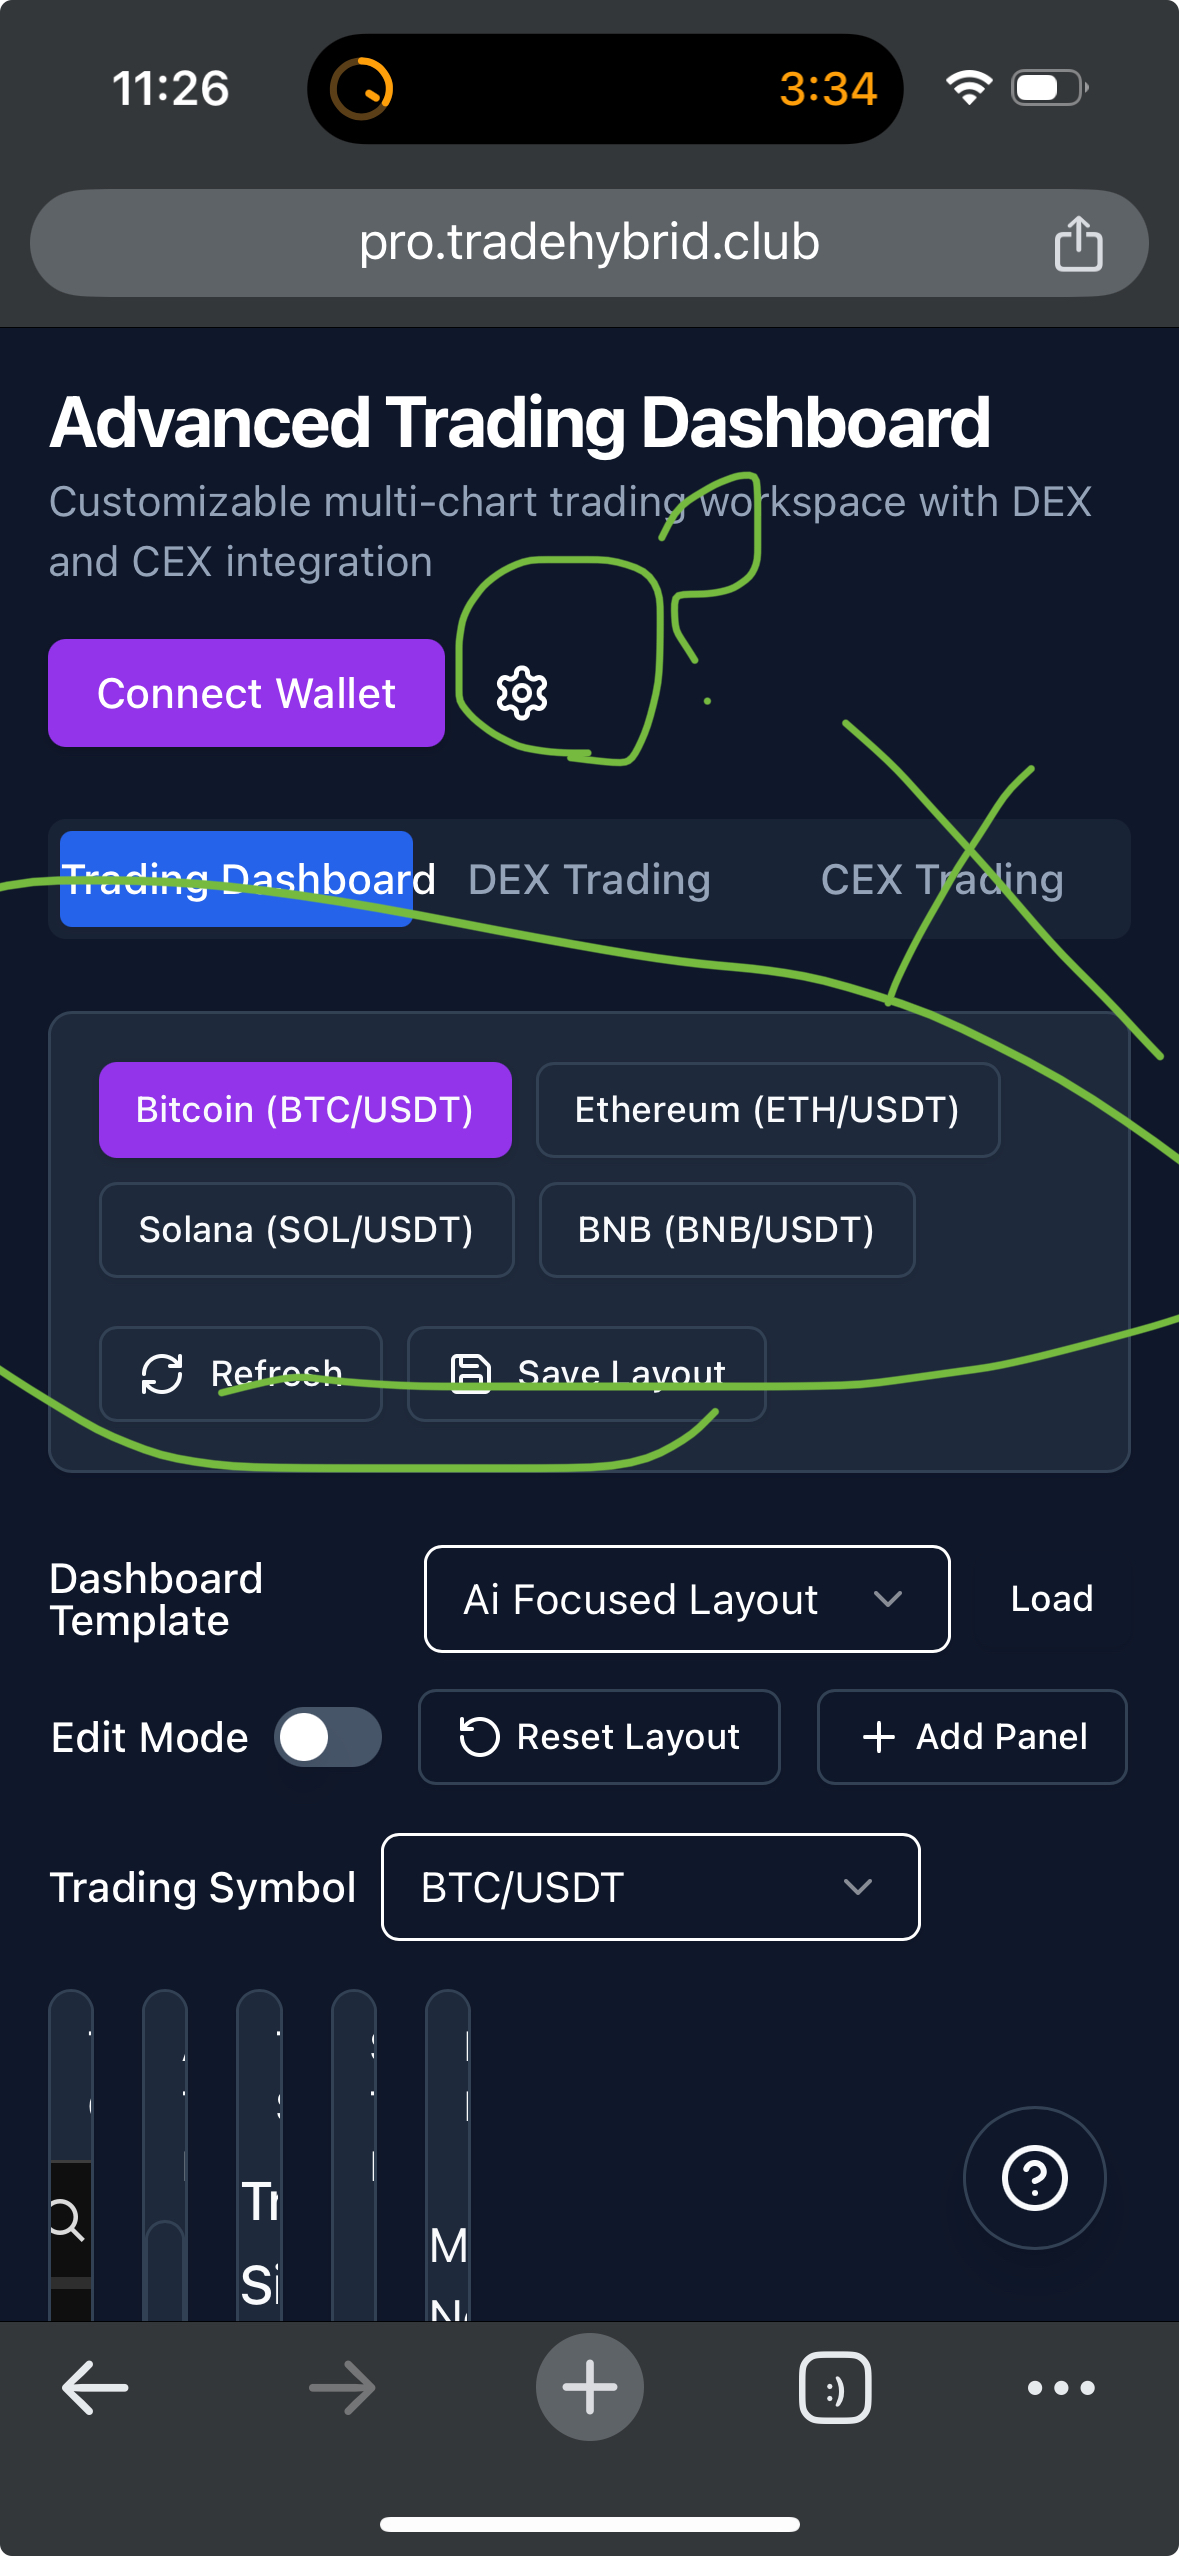 11:26
3:34
pro.tradehybrid.club
Advanced Trading Dashboard
Customizable multi-chart trading workspace with DEX
and CEX integration
Connect Wallet
?
Trading Dashboard DEX Trading CEX Trading
Bitcoin (BTC/USDT) Ethereum (ETH/USDT)
Solana (SOL/USDT) BNB (BNB/USDT)
Refresh Save Layout
Dashboard
Template
Ai Focused Layout Load
Edit Mode Reset Layout + Add Panel
Trading Symbol BTC/USDT
?
:)